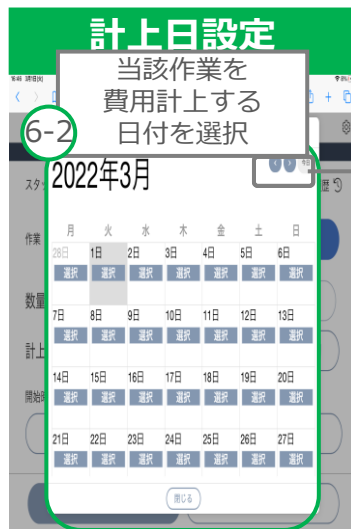 計上日設定
当該作業を
費用計上する
日付を選択
6-2
2022年3月
今日
スタッ
歴
作業
月 火 水 木 金 土 日
28日 1日 2日 3日 4日 5日 6日
選択 選択 選択 選択 選択 選択 選択
数量
7日 8日 9日 10日 11日 12日 13日
選択 選択 選択 選択 選択 選択 選択
計上
14日 15日 16日 17日 18日 19日 20日
選択 選択 選択 選択 選択 選択 選択
開始時
21日 22日 23日 24日 25日 26日 27日
選択 選択 選択 選択 選択 選択 選択
閉じる